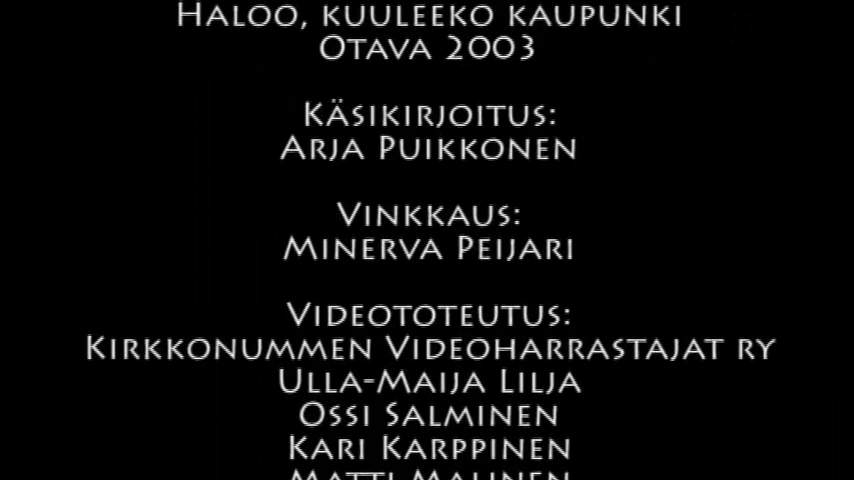 Haloo, kuuleeko kaupunki
Otava 2003
Käsikirjoitus:
Arja Puikkonen
Vinkkaus:
Minerva Peijari
Videototeutus:
Kirkkonummen Videoharrastajat ry
Ulla-Maija Lilja
Ossi Salminen
Kari Karppinen
Matti